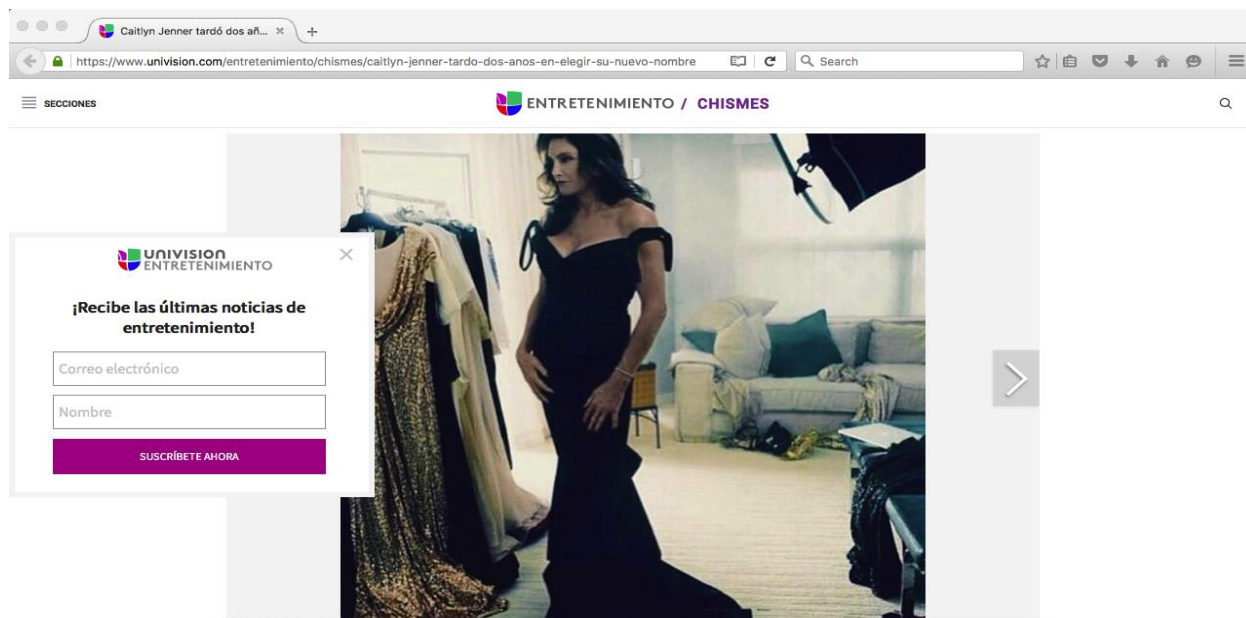 Caitlyn Jenner tardó dos añ...
https://www.univision.com/entretenimiento/chismes/caitlyn-jenner-tardo-dos-anos-en-elegir-su-nuevo-nombre
Search
SECCIONES
ENTRETENIMIENTO / CHISMES
UNIVISION
ENTRETENIMIENTO
¡Recibe las últimas noticias de
entretenimiento!
Correo electrónico
Nombre
SUSCRÍBETE AHORA